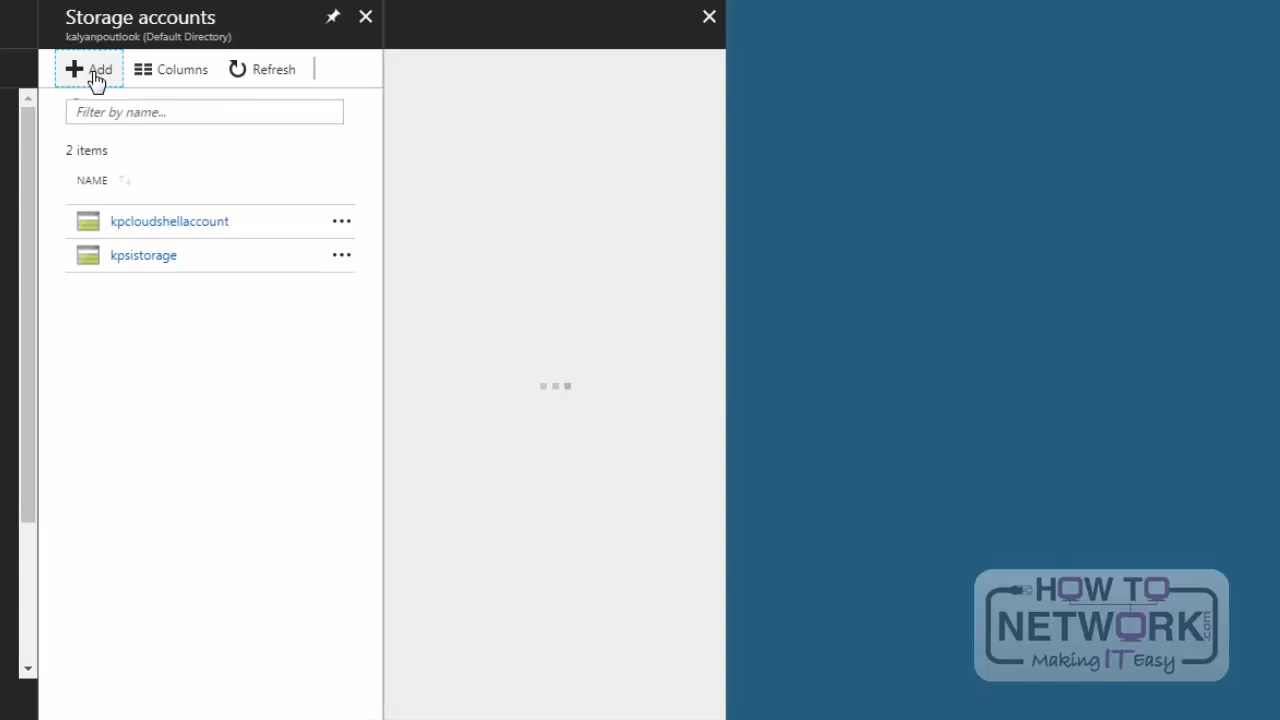 Storage accounts
kalyanpoutlook (Default Directory)
Add
Columns
Refresh
Filter by name...
2 items
NAME
kpcloudshellaccount
kpsistorage
HOW TO
NETWORK.com
Making IT Easy